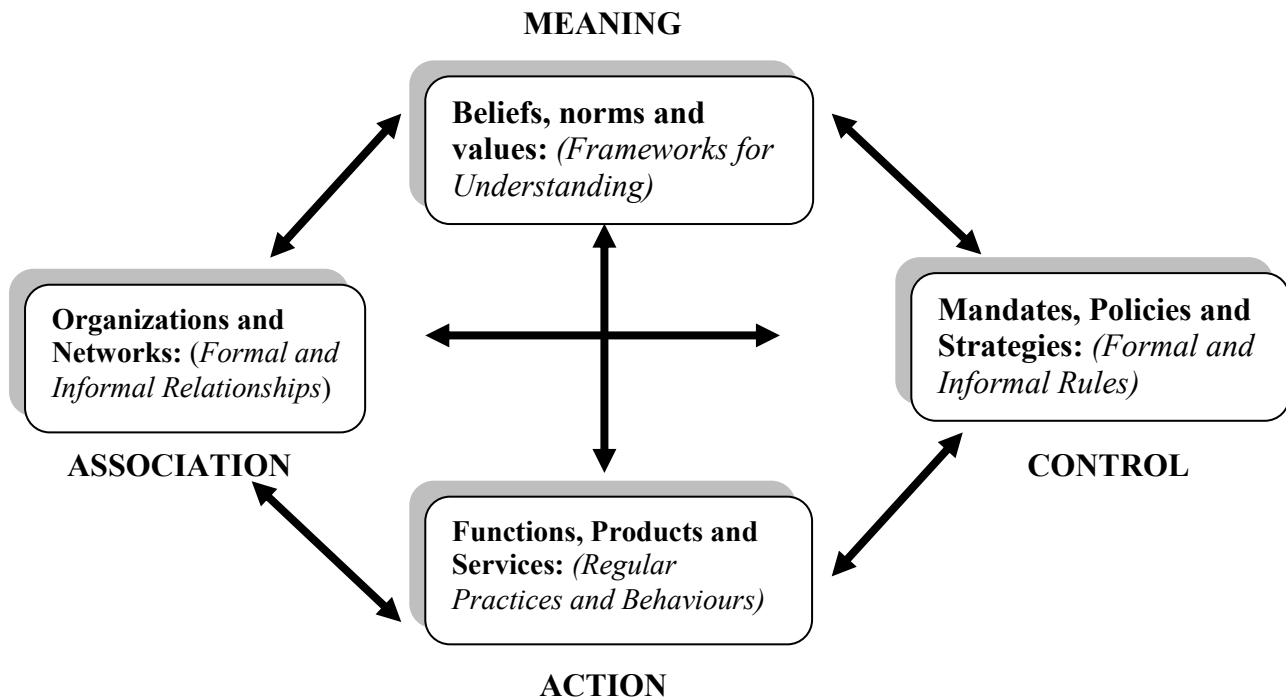 MEANING
Beliefs, norms and
values: (Frameworks for
Understanding)
Organizations and
Networks: (Formal and
Informal Relationships)
ASSOCIATION
Mandates, Policies and
Strategies: (Formal and
Informal Rules)
CONTROL
Functions, Products and
Services: (Regular
Practices and Behaviours)
ACTION